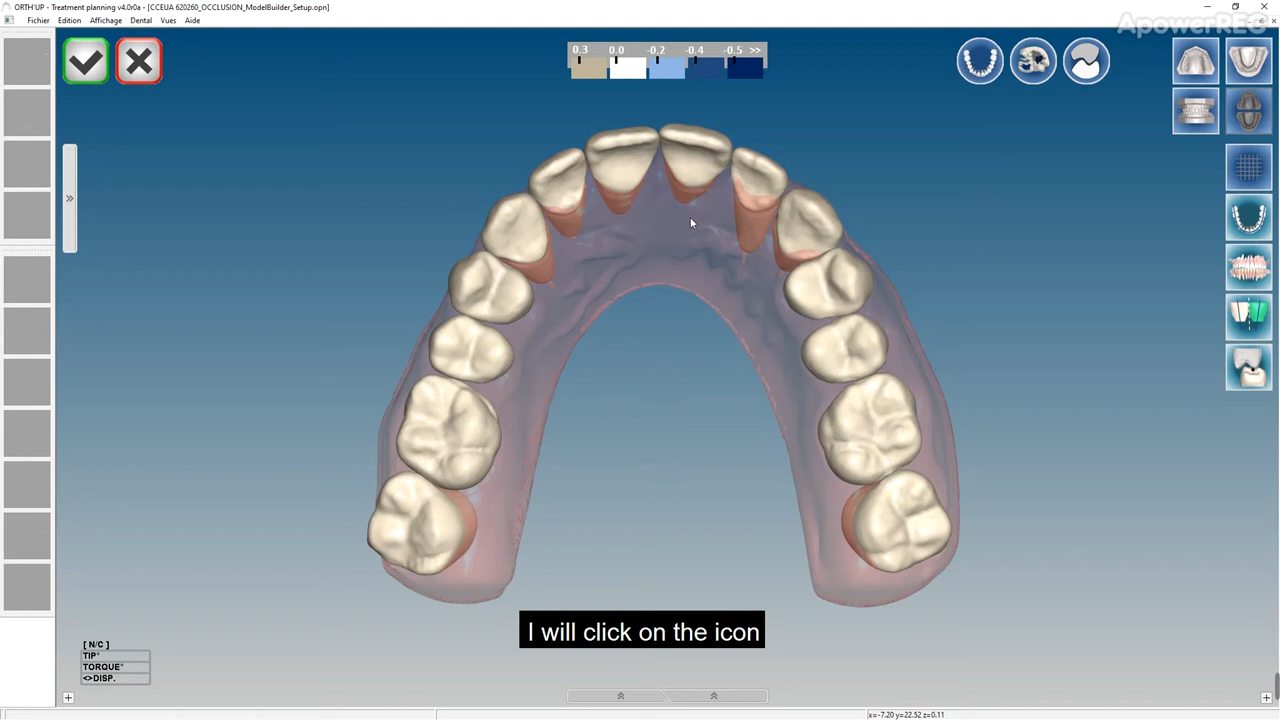 ORTH'UP - Treatment planning v4.0r0a - [CCEUA 620260_OCCLUSION_ModelBuilder_Setup.opn]
ApowerREC
Fichier Edition Affichage Dental Vues Aide
0.3 0.0 -0.2 -0.4 -0.5 >>
I will click on the icon
[ N/C ]
TIP°
TORQUE°
<>DISP.
x=-7.20 y=22.52 z=0.11